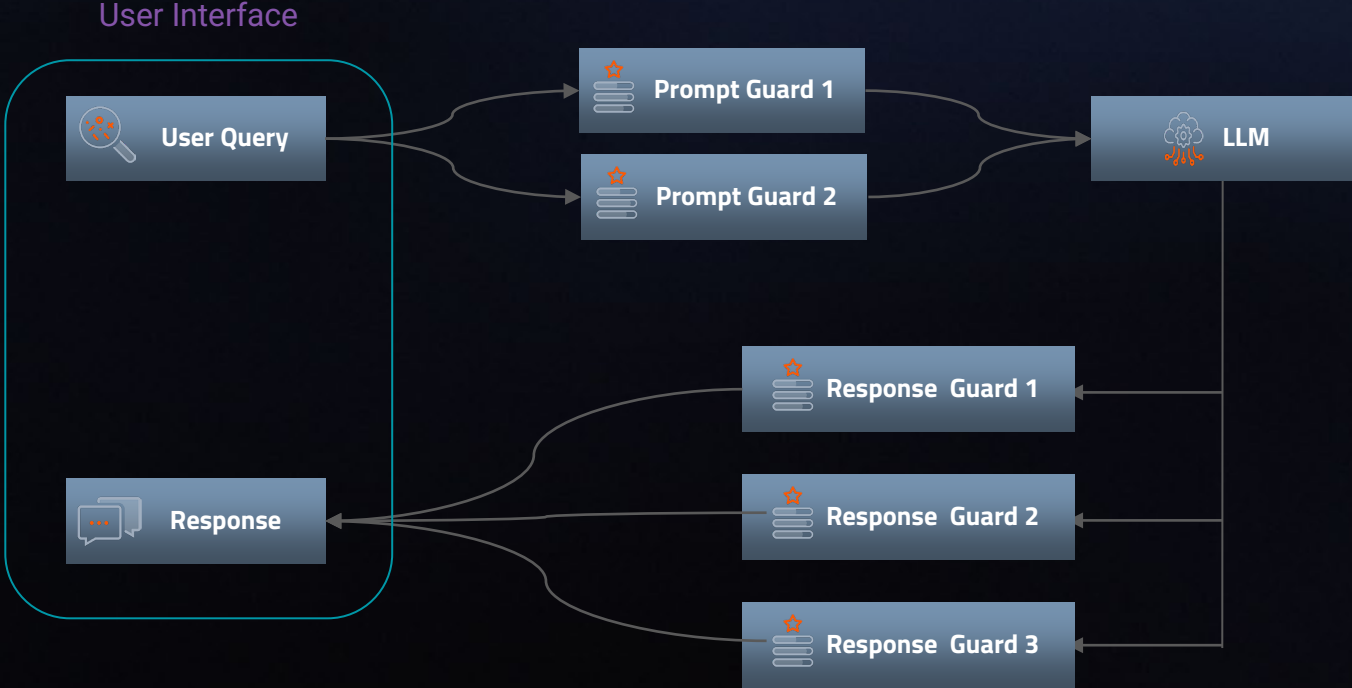 User Interface
User Query
Prompt Guard 1
Prompt Guard 2
LLM
Response Guard 1
Response
Response Guard 2
Response Guard 3